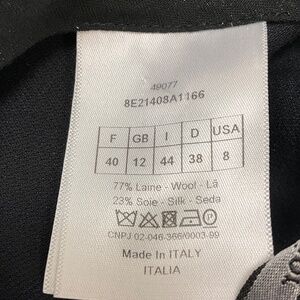 49077
8E21408A1166
F GB I D USA
40 12 44 38 8
77% Laine - Wool - Lã
23% Soie - Silk - Seda
CNPJ 02-046-366/0003-99
Made in ITALY
ITALIA